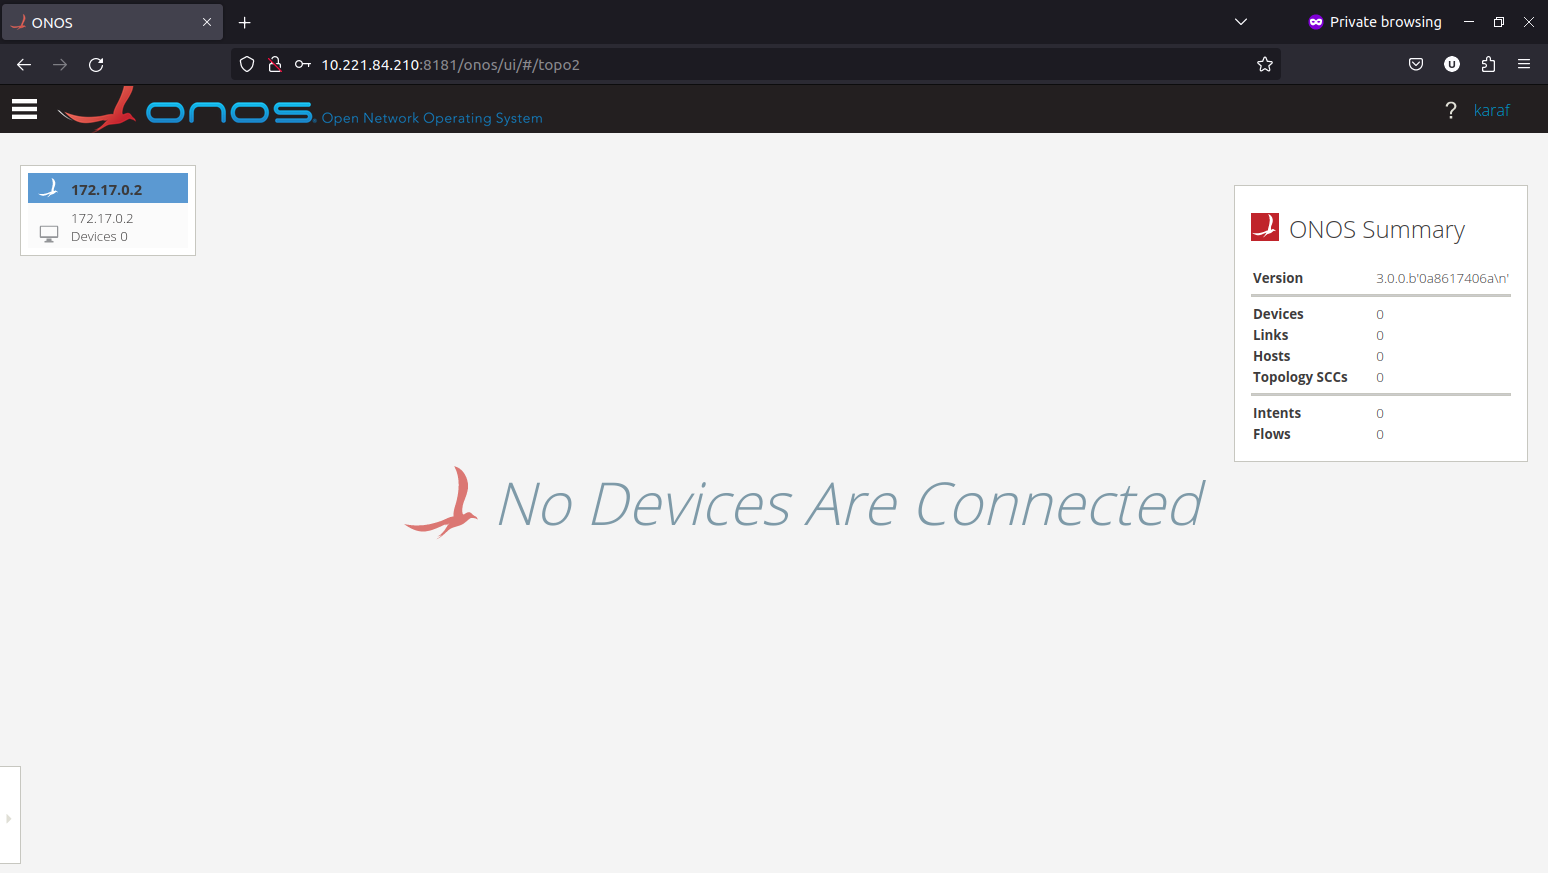 ONOS
Private browsing
10.221.84.210:8181/onos/ui/#/topo2
onos Open Network Operating System
? karaf
172.17.0.2
172.17.0.2
Devices 0
ONOS Summary
Version 3.0.0.b'0a8617406a\n'
Devices 0
Links 0
Hosts 0
Topology SCCs 0
Intents 0
Flows 0
No Devices Are Connected